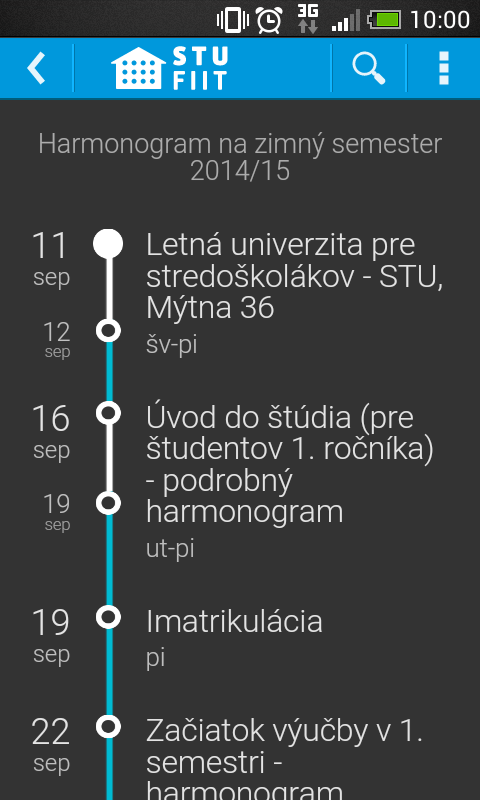 3G
10:00
STU
FIIT
Harmonogram na zimný semester
2014/15
11
sep
Letná univerzita pre
stredoškolákov - STU,
Mýtna 36
12
sep
šv-pi
16
sep
Úvod do štúdia (pre
študentov 1. ročníka)
- podrobný
harmonogram
19
sep
ut-pi
19
sep
Imatrikulácia
pi
22
sep
Začiatok výučby v 1.
semestri -
harmonogram